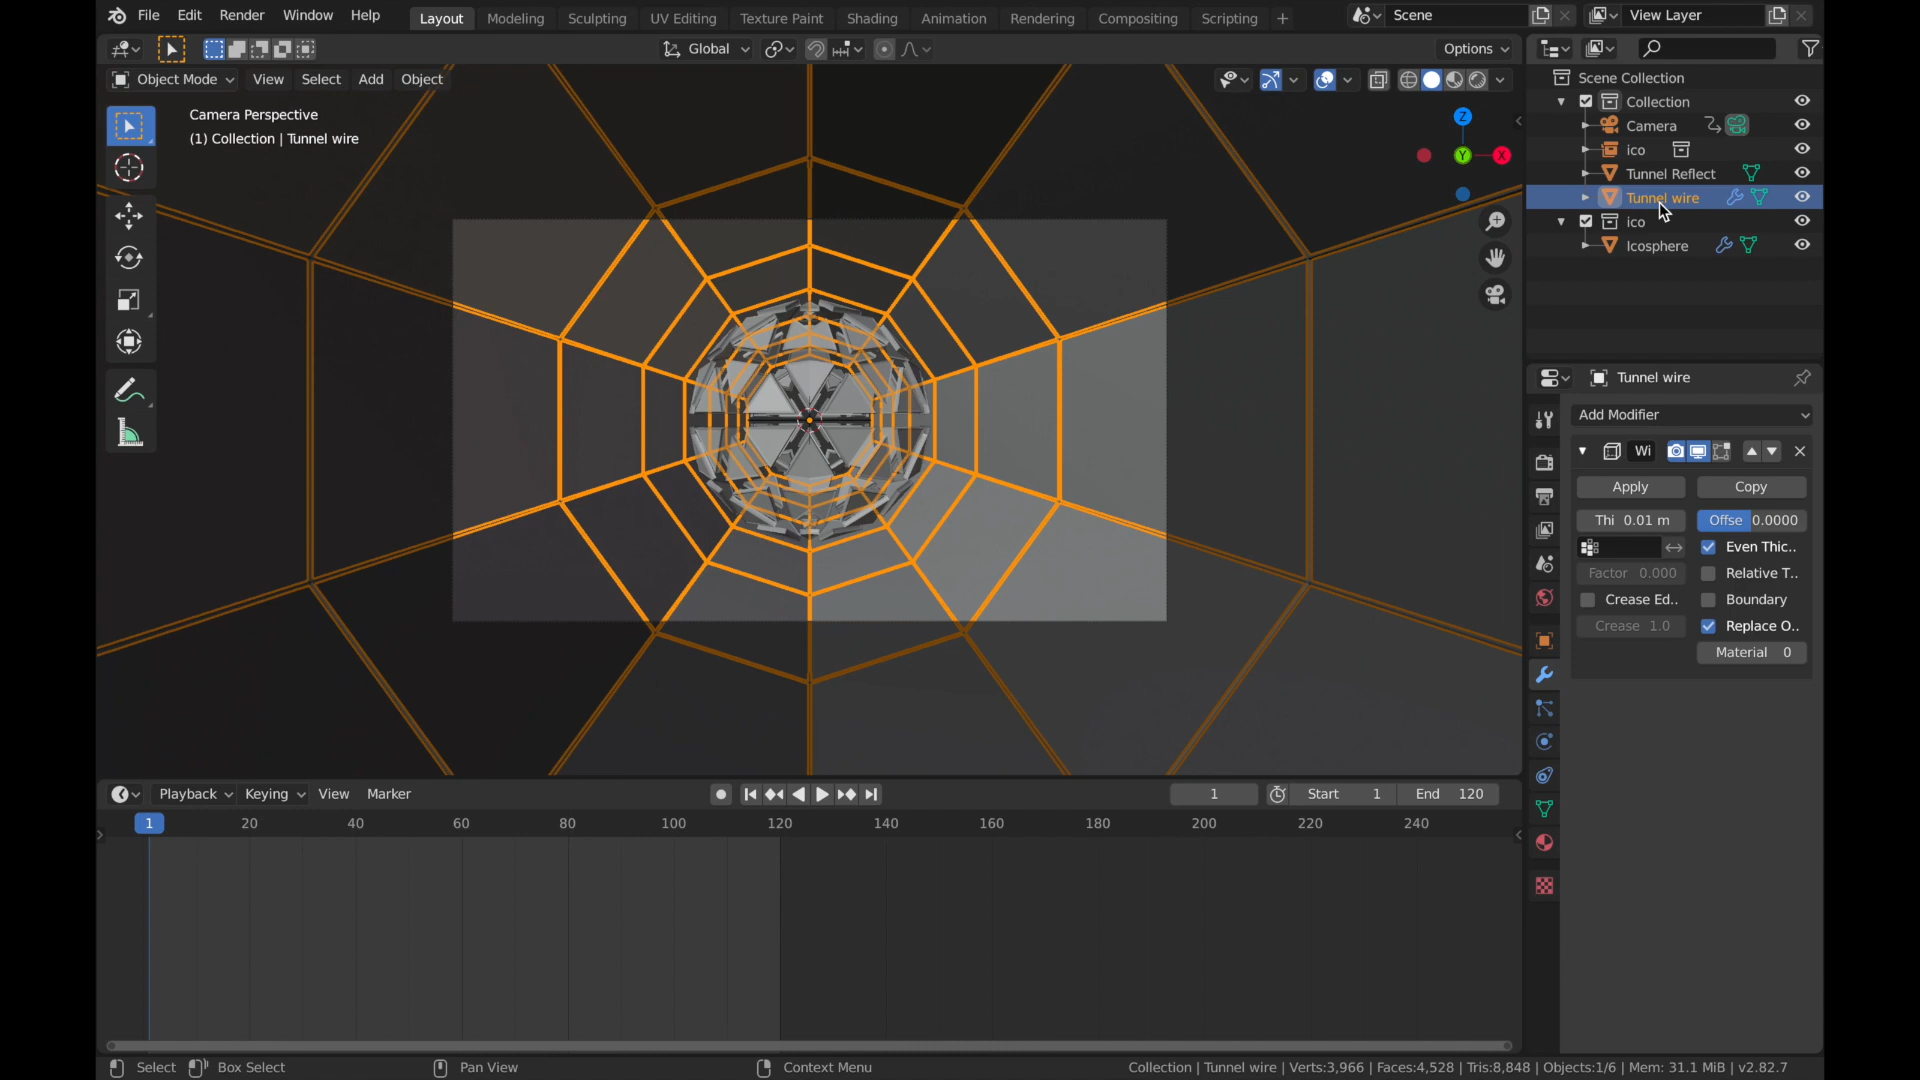 File Edit Render Window Help Layout Modeling Sculpting UV Editing Texture Paint Shading Animation Rendering Compositing Scripting + Scene View Layer
Global Options
Object Mode View Select Add Object
Camera Perspective
(1) Collection | Tunnel wire
Z
Y
X
Scene Collection
Collection
Camera
ico
Tunnel Reflect
Tunnel wire
ico
Icosphere
Tunnel wire
Add Modifier
Wi
Apply Copy
Thi 0.01 m Offse 0.0000
Even Thic..
Factor 0.000 Relative T..
Crease Ed.. Boundary
Crease 1.0 Replace O..
Material 0
Playback Keying View Marker 1 Start 1 End 120
1 20 40 60 80 100 120 140 160 180 200 220 240
Select Box Select Pan View Context Menu Collection | Tunnel wire | Verts:3,966 | Faces:4,528 | Tris:8,848 | Objects:1/6 | Mem: 31.1 MiB | v2.82.7